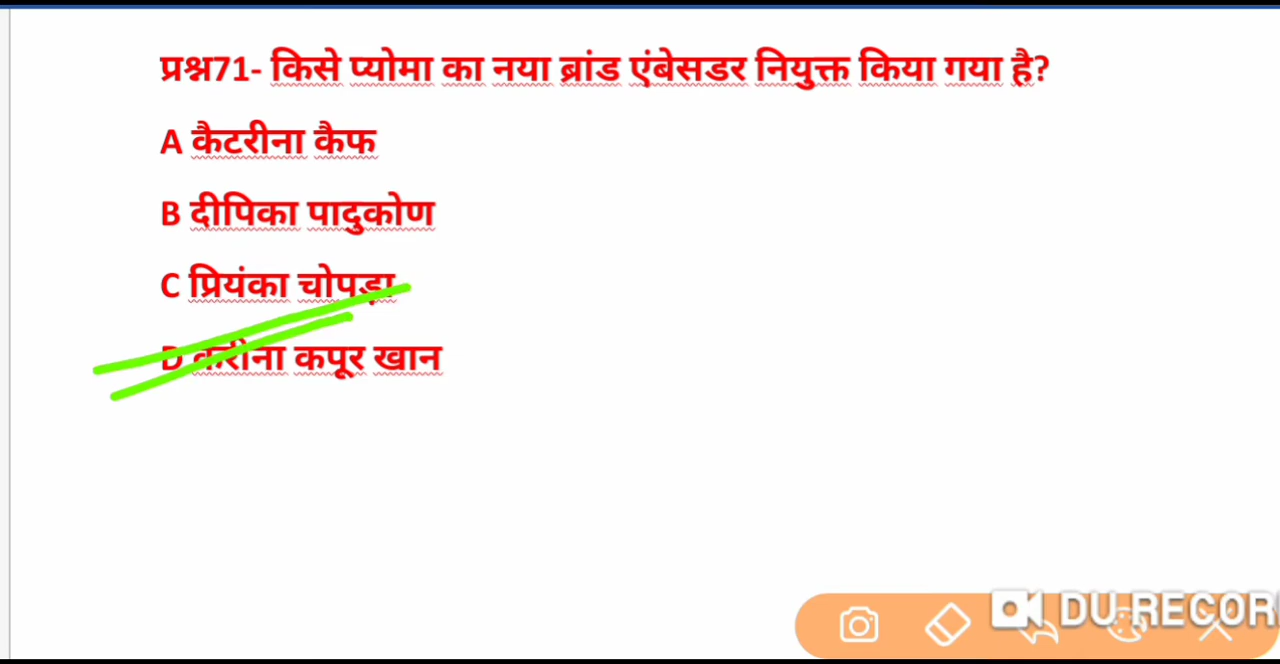 प्रश्न71- किसे प्योमा का नया ब्रांड एंबेसडर नियुक्त किया गया है?
A कैटरीना कैफ
B दीपिका पादुकोण
C प्रियंका चोपड़ा
D करीना कपूर खान
DU RECOR